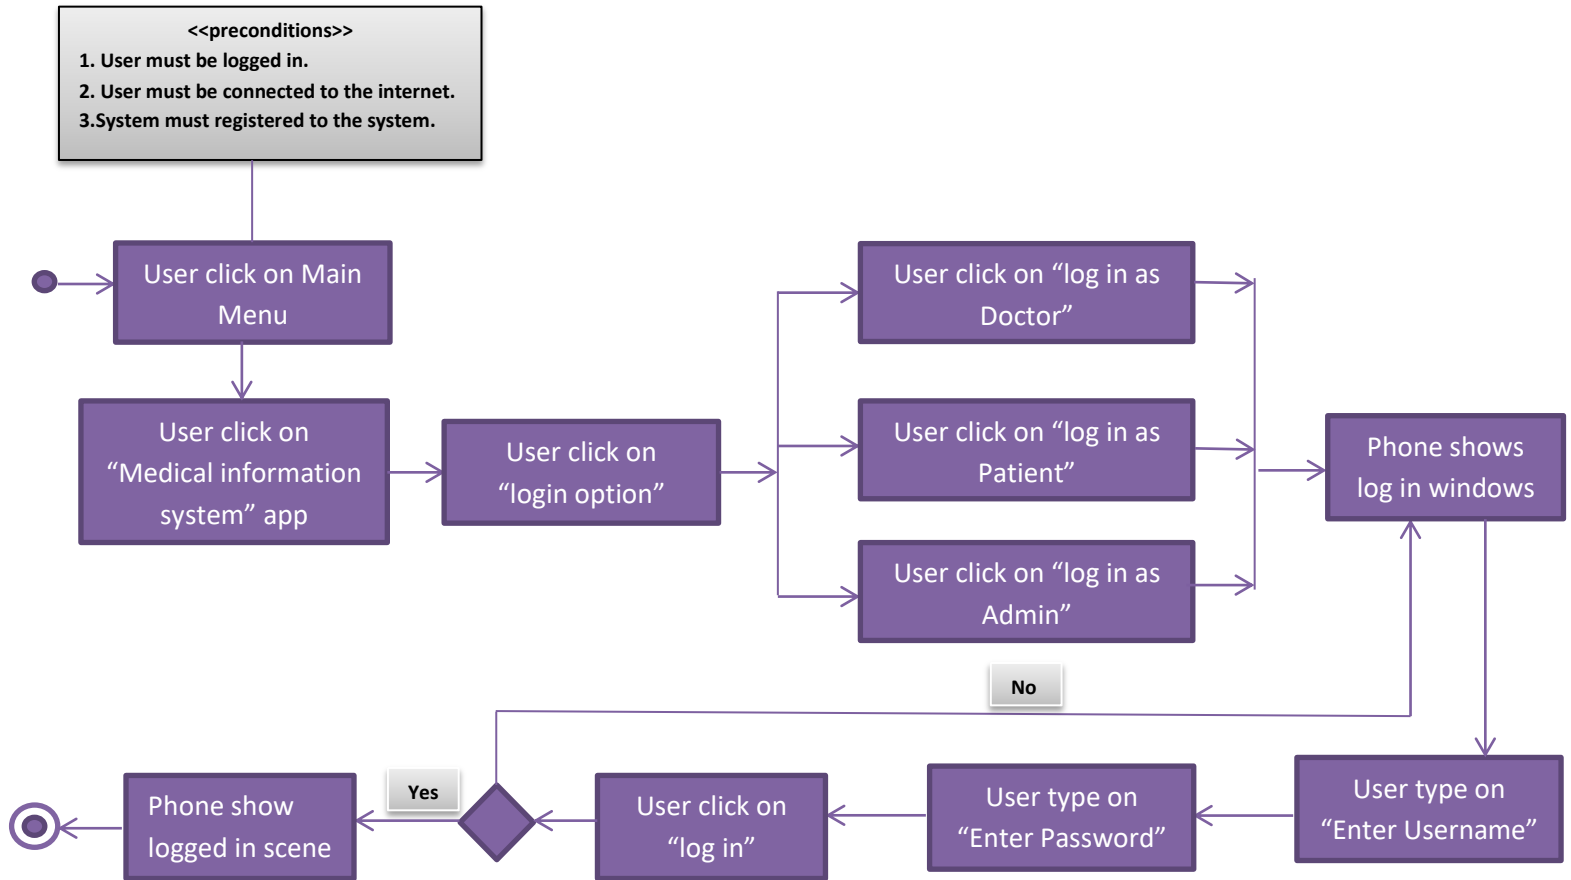 <<preconditions>>
1. User must be logged in.
2. User must be connected to the internet.
3.System must registered to the system.
User click on Main
Menu
User click on
“Medical information
system” app
User click on
“login option”
User click on “log in as
Doctor”
User click on “log in as
Patient”
User click on “log in as
Admin”
Phone shows
log in windows
No
User type on
“Enter Username”
User type on
“Enter Password”
User click on
“log in”
Yes
Phone show
logged in scene